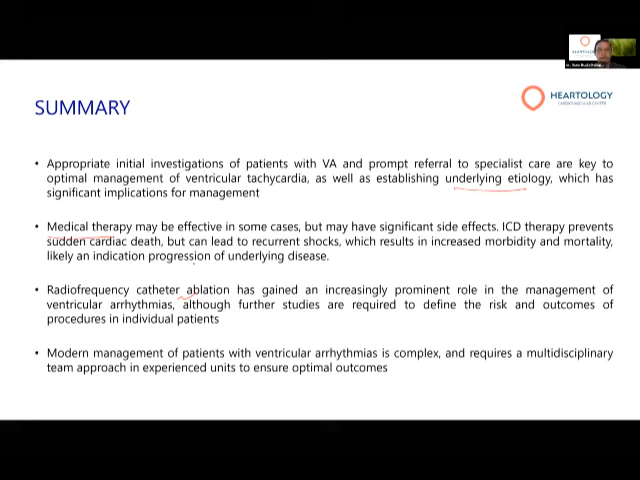 HEARTOLOGY
SUMMARY
HEARTOLOGY
CARDIOVASCULAR CENTER
• Appropriate initial investigations of patients with VA and prompt referral to specialist care are key to
optimal management of ventricular tachycardia, as well as establishing underlying etiology, which has
significant implications for management
• Medical therapy may be effective in some cases, but may have significant side effects. ICD therapy prevents
sudden cardiac death, but can lead to recurrent shocks, which results in increased morbidity and mortality,
likely an indication progression of underlying disease.
• Radiofrequency catheter ablation has gained an increasingly prominent role in the management of
ventricular arrhythmias, although further studies are required to define the risk and outcomes of
procedures in individual patients
• Modern management of patients with ventricular arrhythmias is complex, and requires a multidisciplinary
team approach in experienced units to ensure optimal outcomes